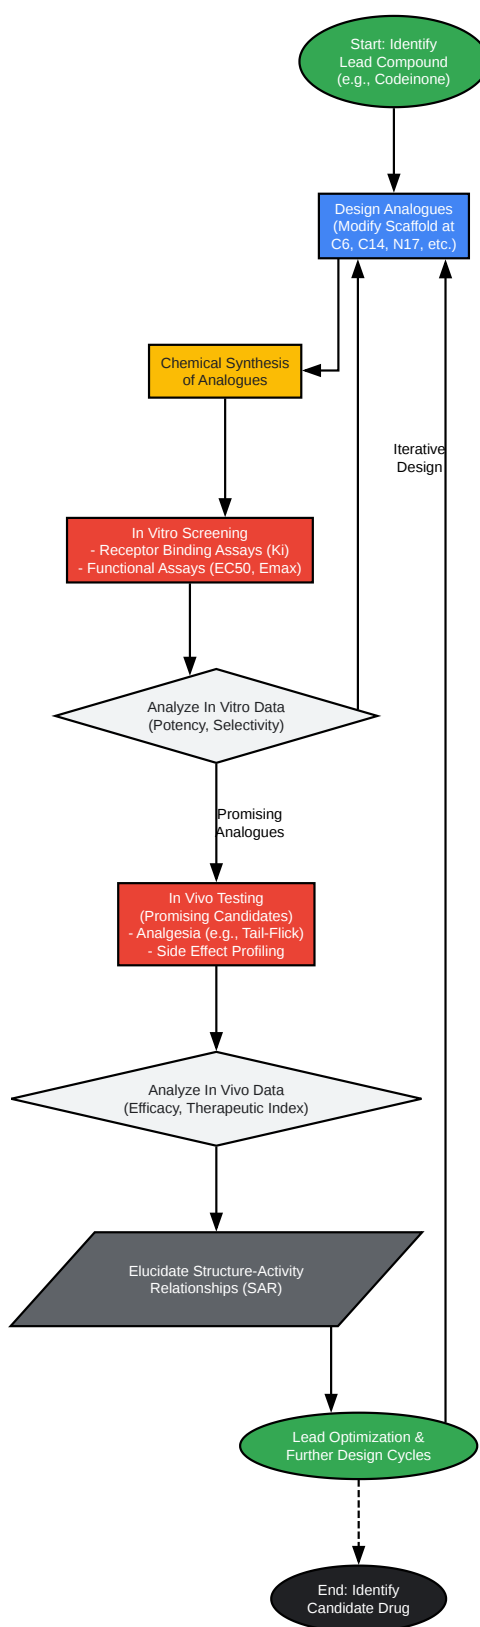 Start: Identify
Lead Compound
(e.g., Codeinone)
Design Analogues
(Modify Scaffold at
C6, C14, N17, etc.)
Chemical Synthesis
of Analogues
Iterative
Design
In Vitro Screening
- Receptor Binding Assays (Ki)
- Functional Assays (EC50, Emax)
Analyze In Vitro Data
(Potency, Selectivity)
Promising
Analogues
In Vivo Testing
(Promising Candidates)
- Analgesia (e.g., Tail-Flick)
- Side Effect Profiling
Analyze In Vivo Data
(Efficacy, Therapeutic Index)
Elucidate Structure-Activity
Relationships (SAR)
Lead Optimization &
Further Design Cycles
End: Identify
Candidate Drug